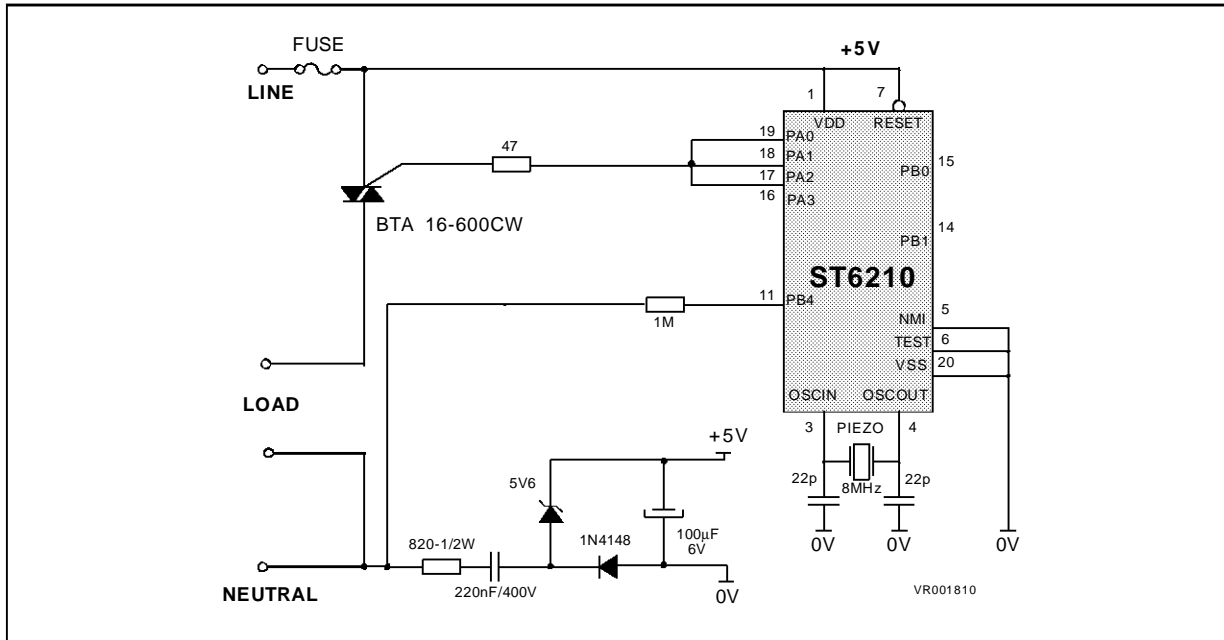 FUSE
LINE
+5V
1
7
VDD
RESET
47
19
PA0
18
PA1
17
PA2
16
PA3
15
PB0
BTA 16-600CW
14
PB1
ST6210
11
PB4
1M
5
NMI
6
TEST
20
VSS
LOAD
OSCIN
OSCOUT
3
PIEZO
4
+5V
22p
8MHz
22p
5V6
100µF
6V
820-1/2W
1N4148
0V
0V
0V
NEUTRAL
220nF/400V
0V
VR001810